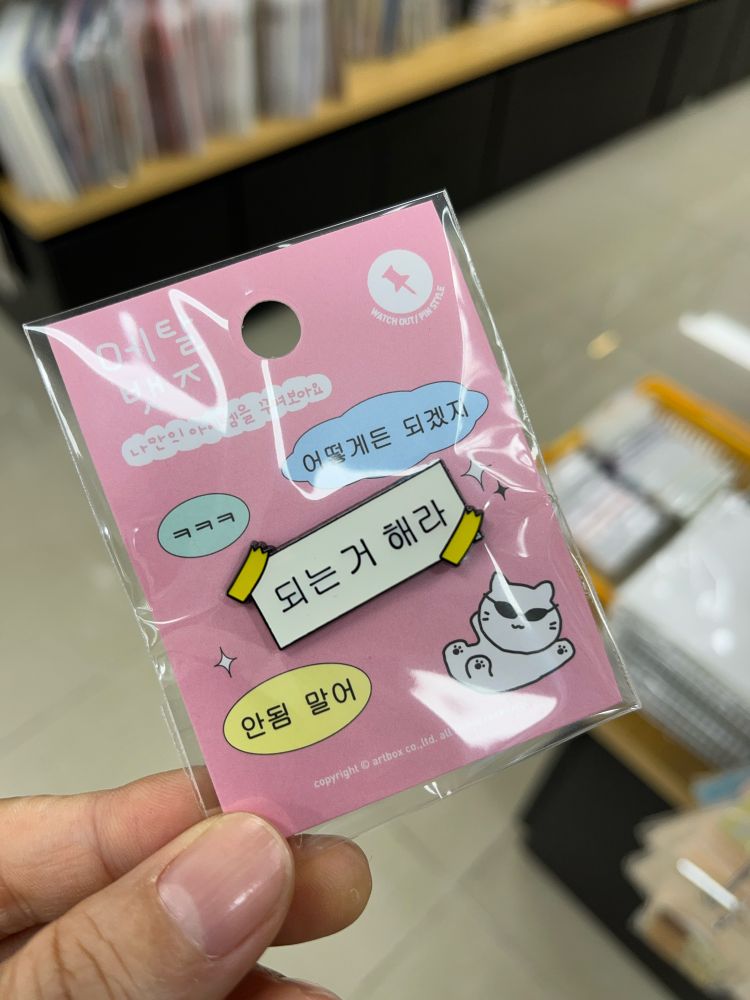 메탈
뱃지
나만의 아이템을 꾸며보아요
WATCH OUT! PIN STYLE
어떻게든 되겠지
ㅋㅋㅋ
되는거 해라
안됨 말어
copyright © artbox co.,ltd. all